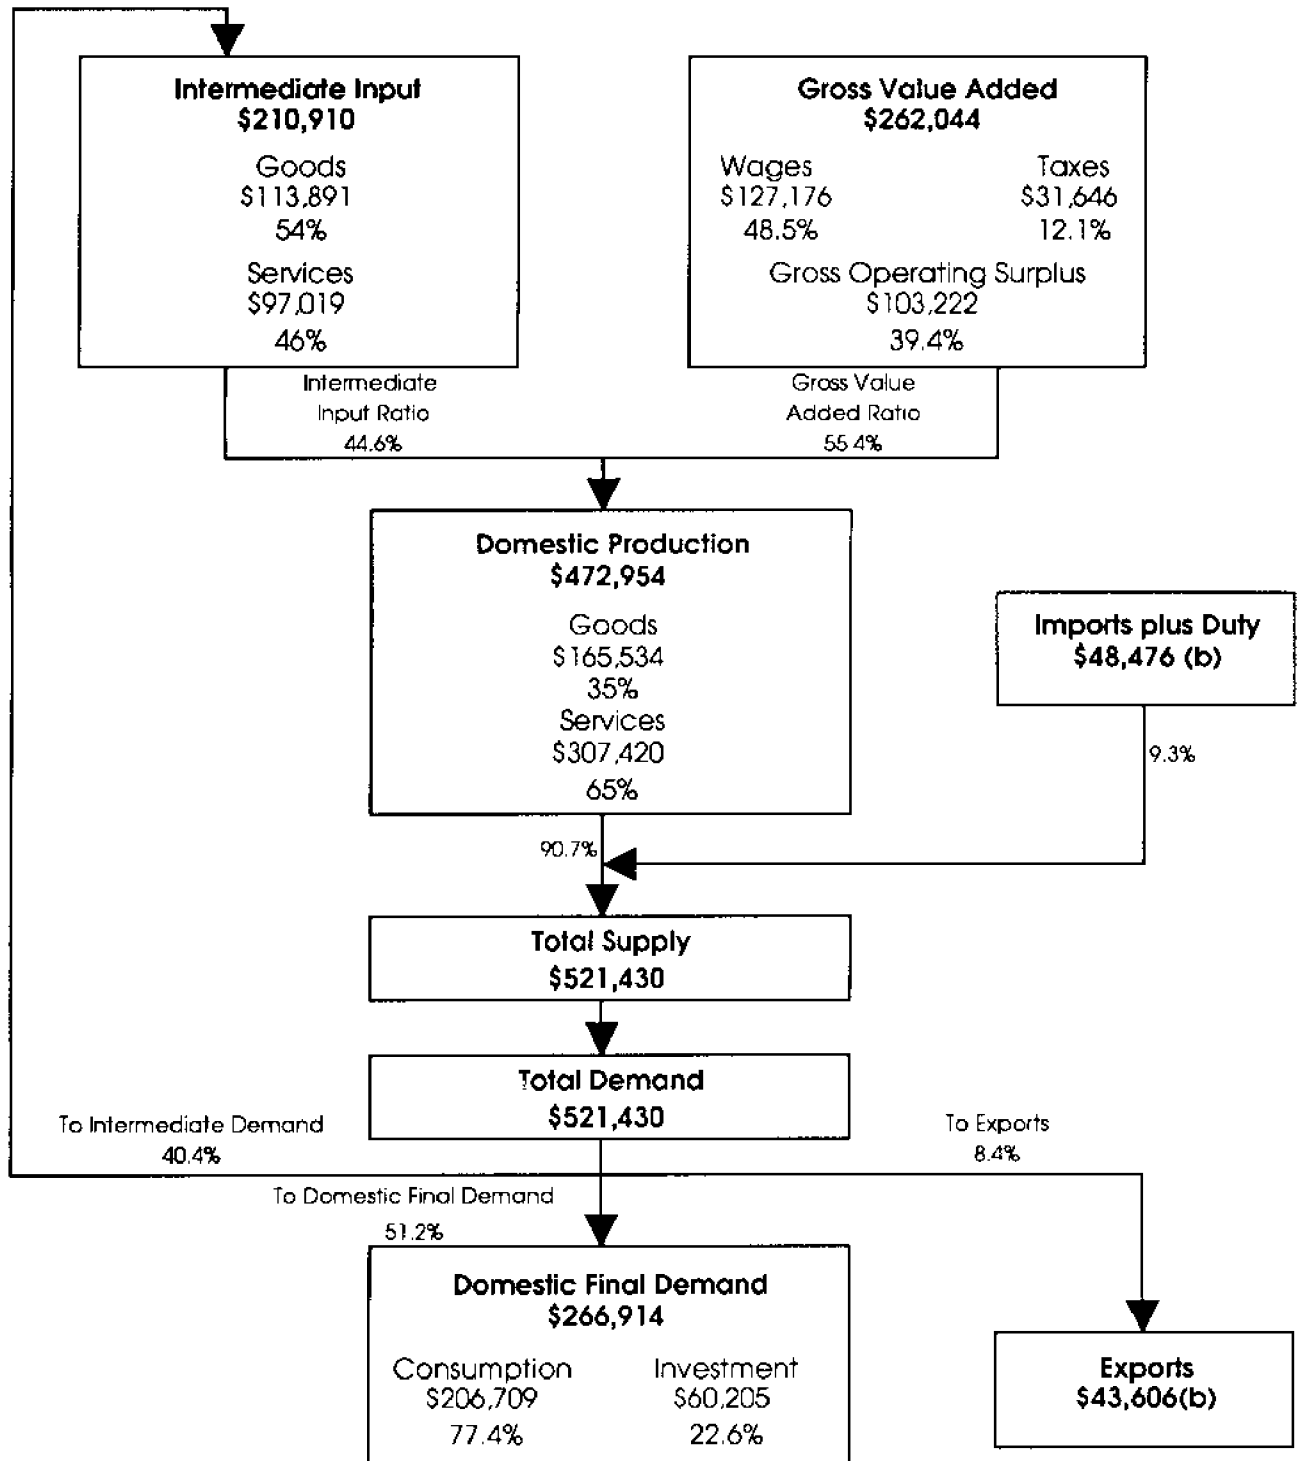 Intermediate Input
$210,910
Goods
$113,891
54%
Services
$97,019
46%
Gross Value Added
$262,044
Wages Taxes
$127,176 $31,646
48.5% 12.1%
Gross Operating Surplus
$103,222
39.4%
Intermediate
Input Ratio
44.6%
Gross Value
Added Ratio
55 4%
Domestic Production
$472,954
Goods
$165,534
35%
Services
$307,420
65%
Imports plus Duty
$48,476 (b)
9.3%
90.7%
Total Supply
$521,430
Total Demand
$521,430
To Intermediate Demand
40.4%
To Exports
8.4%
To Domestic Final Demand
51.2%
Domestic Final Demand
$266,914
Consumption Investment
$206,709 $60,205
77.4% 22.6%
Exports
$43,606(b)